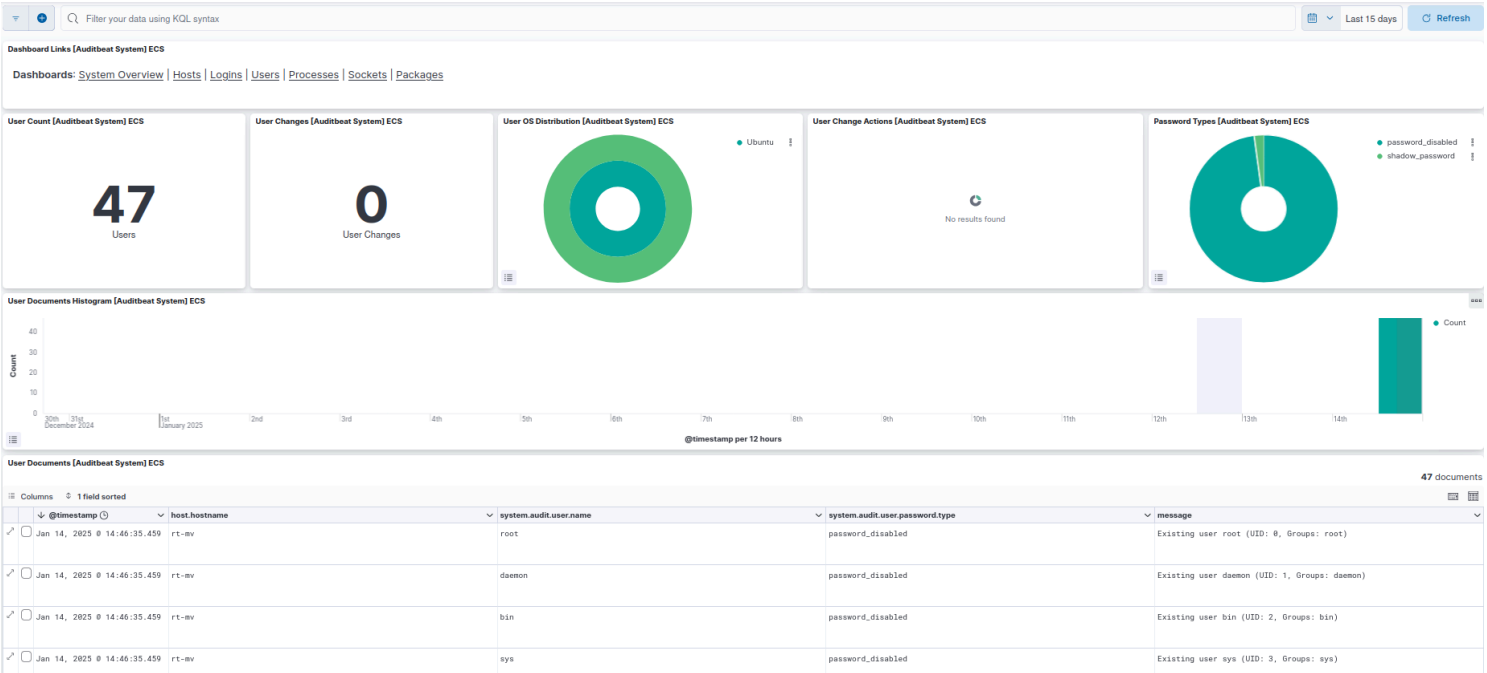 Filter your data using KQL syntax
Last 15 days
Refresh
Dashboard Links [Auditbeat System] ECS
Dashboards: System Overview | Hosts | Logins | Users | Processes | Sockets | Packages
User Count [Auditbeat System] ECS
47
Users
User Changes [Auditbeat System] ECS
0
User Changes
User OS Distribution [Auditbeat System] ECS
Ubuntu
User Change Actions [Auditbeat System] ECS
No results found
Password Types [Auditbeat System] ECS
password_disabled
shadow_password
User Documents Histogram [Auditbeat System] ECS
Count
40
30
20
10
0
30th 31st 1st 2nd 3rd 4th 5th 6th 7th 8th 9th 10th 11th 12th 13th 14th
December 2024 January 2025
@timestamp per 12 hours
Count
User Documents [Auditbeat System] ECS
47 documents
Columns 1 field sorted
@timestamp host.hostname system.audit.user.name system.audit.user.password.type message
Jan 14, 2025 @ 14:46:35.459 rt-mv root password_disabled Existing user root (UID: 0, Groups: root)
Jan 14, 2025 @ 14:46:35.459 rt-mv daemon password_disabled Existing user daemon (UID: 1, Groups: daemon)
Jan 14, 2025 @ 14:46:35.459 rt-mv bin password_disabled Existing user bin (UID: 2, Groups: bin)
Jan 14, 2025 @ 14:46:35.459 rt-mv sys password_disabled Existing user sys (UID: 3, Groups: sys)